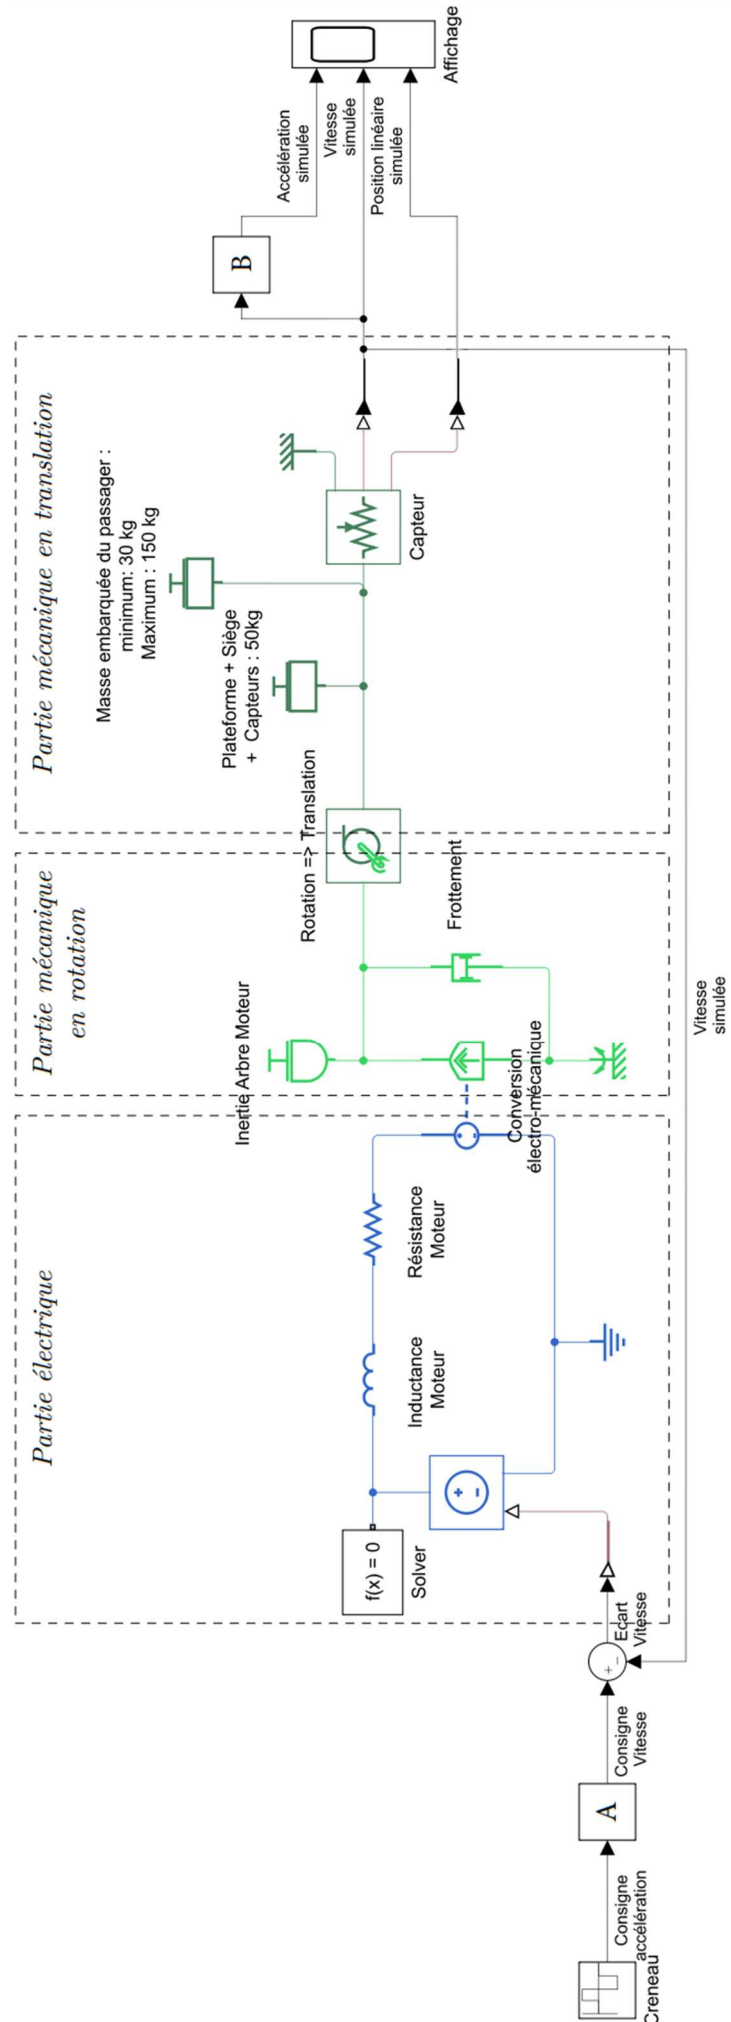 Creneau
Consigne
accélération
A
Consigne
Vitesse
+
−
Ecart
Vitesse
Partie électrique
f(x) = 0
Solver
+
-
Inductance
Moteur
Résistance
Moteur
Conversion
électro-mécanique
Partie mécanique
en rotation
Inertie Arbre Moteur
Frottement
Rotation => Translation
Partie mécanique en translation
Masse embarquée du passager :
minimum: 30 kg
Maximum : 150 kg
Plateforme + Siège
+ Capteurs : 50kg
Capteur
Vitesse
simulée
B
Accélération
simulée
Vitesse
simulée
Position linéaire
simulée
Affichage